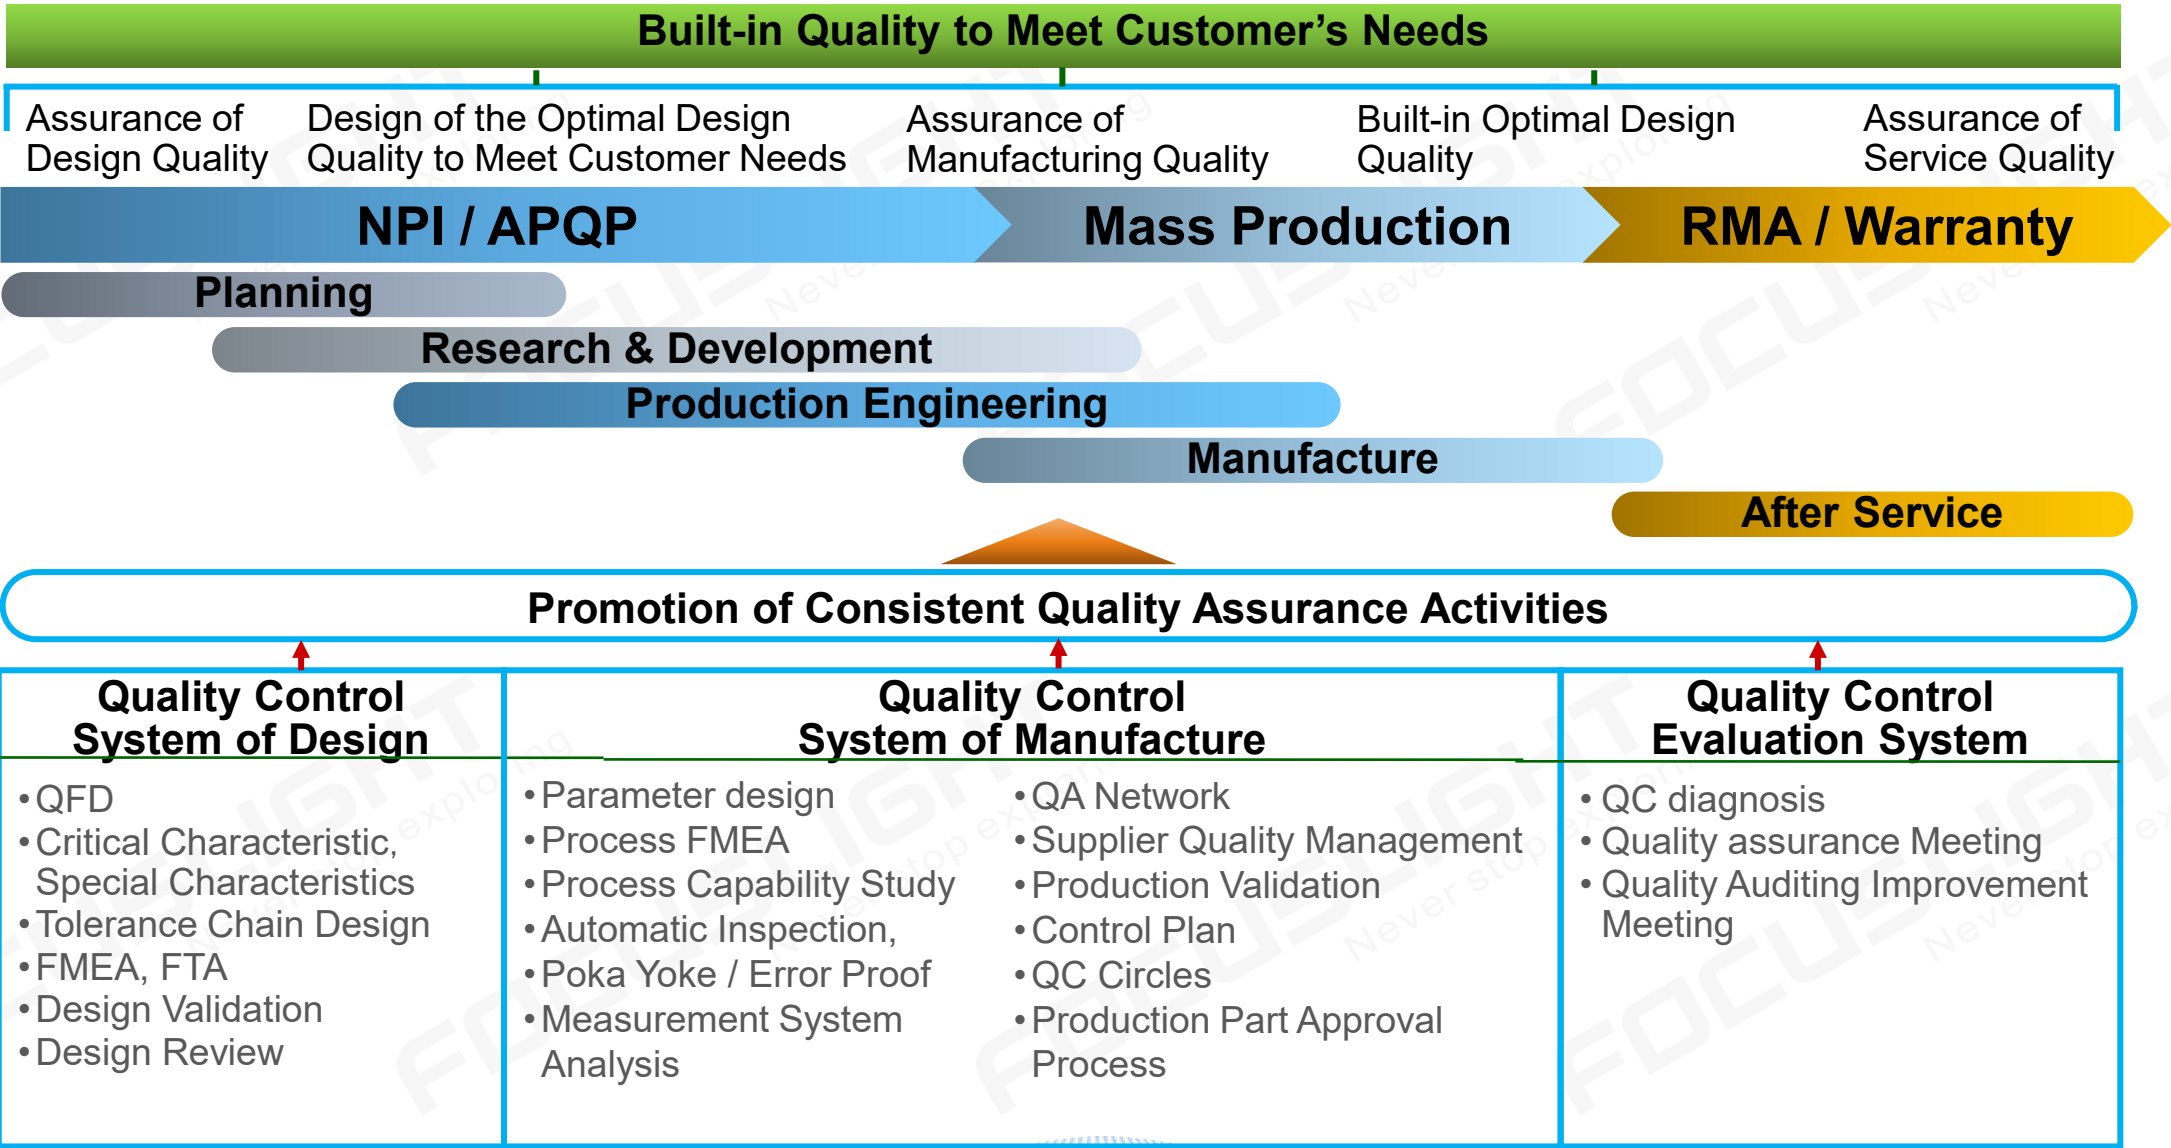 Built-in Quality to Meet Customer's Needs
Assurance of
Design Quality
Design of the Optimal Design
Quality to Meet Customer Needs
Assurance of
Manufacturing Quality
Built-in Optimal Design
Quality
Assurance of
Service Quality
NPI / APQP
Mass Production
RMA / Warranty
Planning
Research & Development
Production Engineering
Manufacture
After Service
Promotion of Consistent Quality Assurance Activities
Quality Control
System of Design
•QFD
•Critical Characteristic,
Special Characteristics
•Tolerance Chain Design
•FMEA, FTA
•Design Validation
•Design Review
Quality Control
System of Manufacture
•Parameter design
•Process FMEA
•Process Capability Study
•Automatic Inspection,
•Poka Yoke / Error Proof
•Measurement System
Analysis
•QA Network
•Supplier Quality Management
•Production Validation
•Control Plan
•QC Circles
•Production Part Approval
Process
Quality Control
Evaluation System
• QC diagnosis
• Quality assurance Meeting
• Quality Auditing Improvement
Meeting
FOCUSLIGHT
Never stop exploring